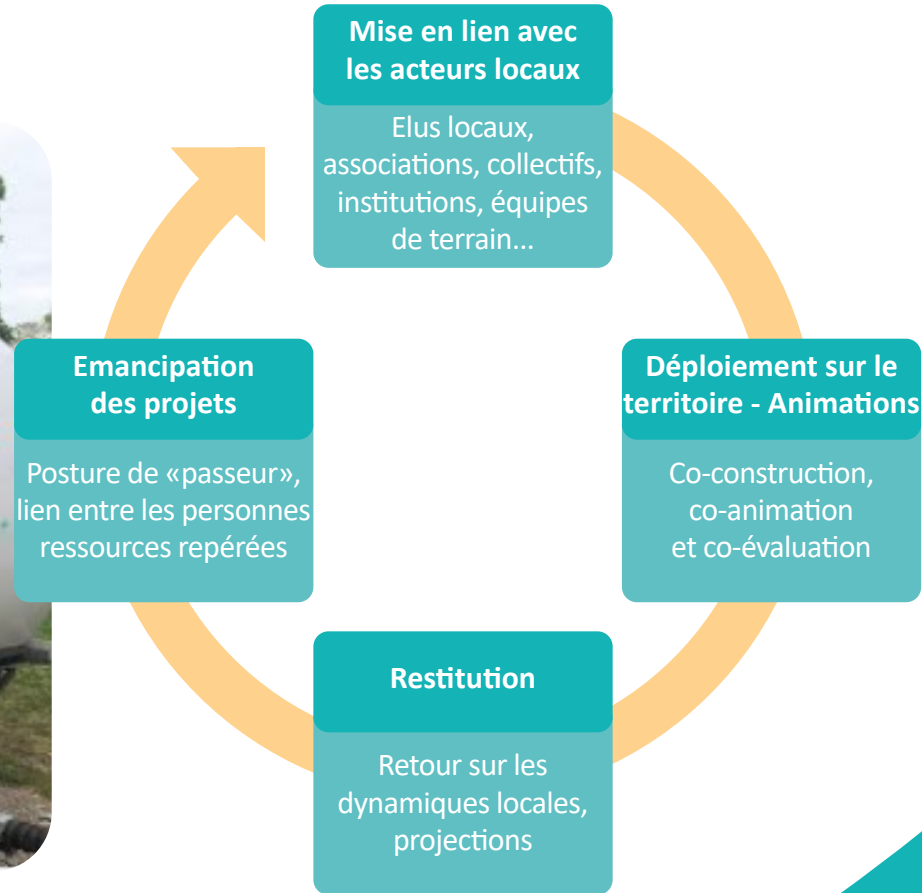 Mise en lien avec
les acteurs locaux
Elus locaux,
associations, collectifs,
institutions, équipes
de terrain...
Déploiement sur le
territoire - Animations
Co-construction,
co-animation
et co-évaluation
Restitution
Retour sur les
dynamiques locales,
projections
Emancipation
des projets
Posture de «passeur»,
lien entre les personnes
ressources repérées